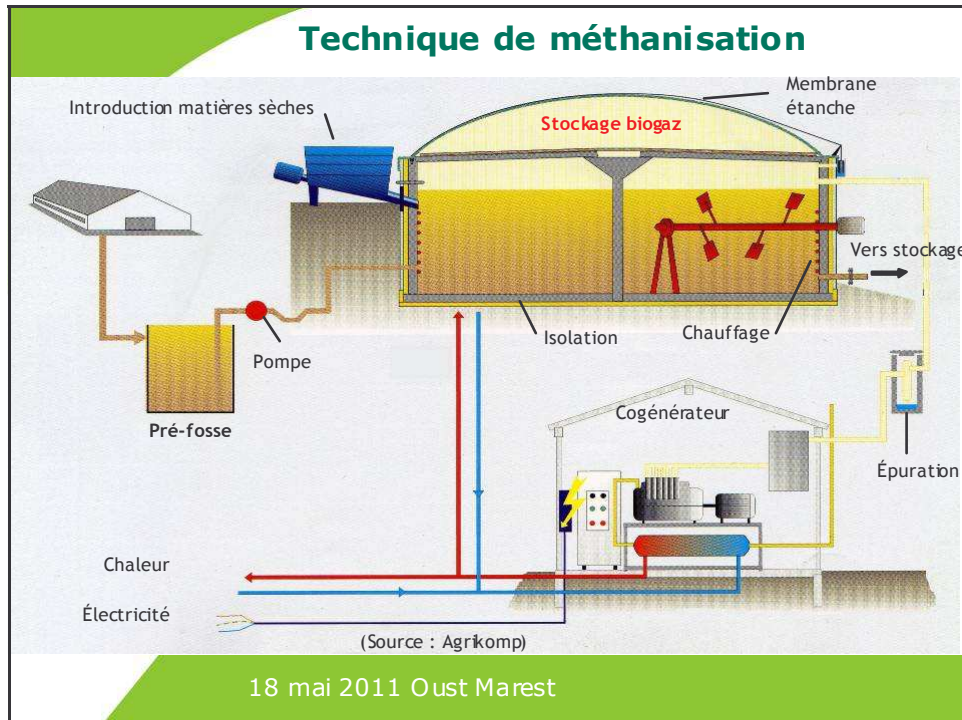 Technique de méthanisation
Introduction matières sèches
Membrane
étanche
Stockage biogaz
Vers stockage
Isolation
Chauffage
Pompe
Pré-fosse
Cogénérateur
Épuration
Chaleur
Électricité
(Source : Agrikomp)
18 mai 2011 Oust Marest